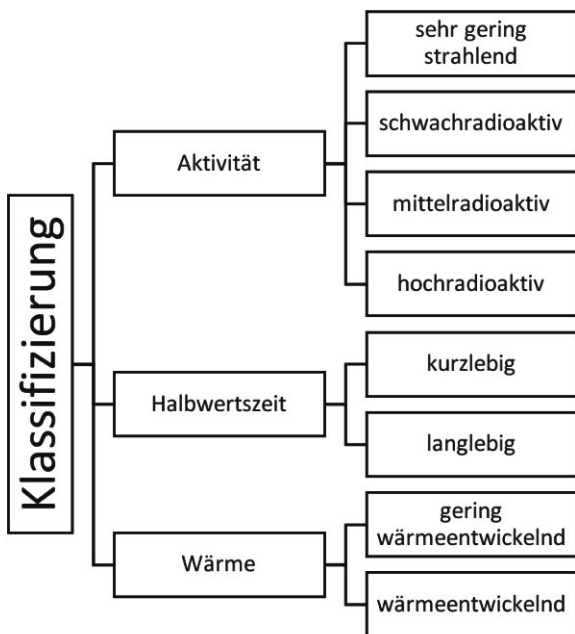 Klassifizierung
Aktivität
sehr gering
strahlend
schwachradioaktiv
mittelradioaktiv
hochradioaktiv
Halbwertszeit
kurzlebig
langlebig
Wärme
gering
wärmeentwickelnd
wärmeentwickelnd